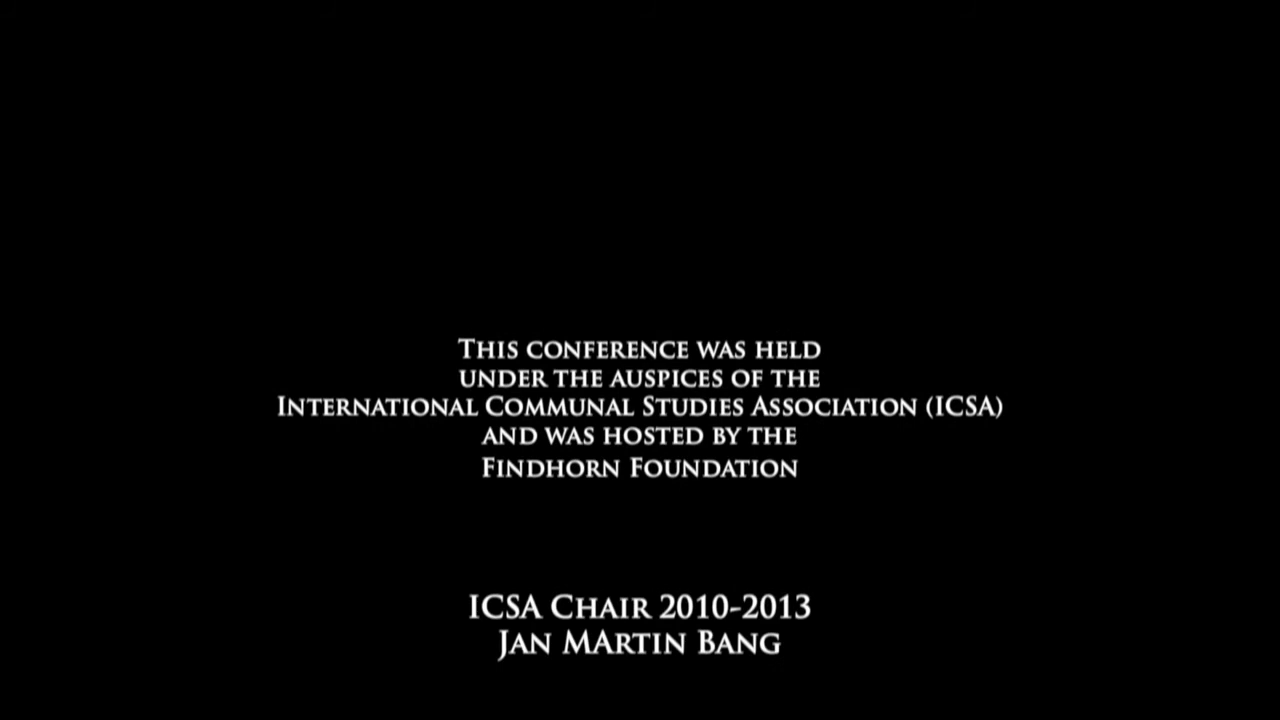 This conference was held
under the auspices of the
International Communal Studies Association (ICSA)
and was hosted by the
Findhorn Foundation
ICSA Chair 2010-2013
Jan MArtin Bang